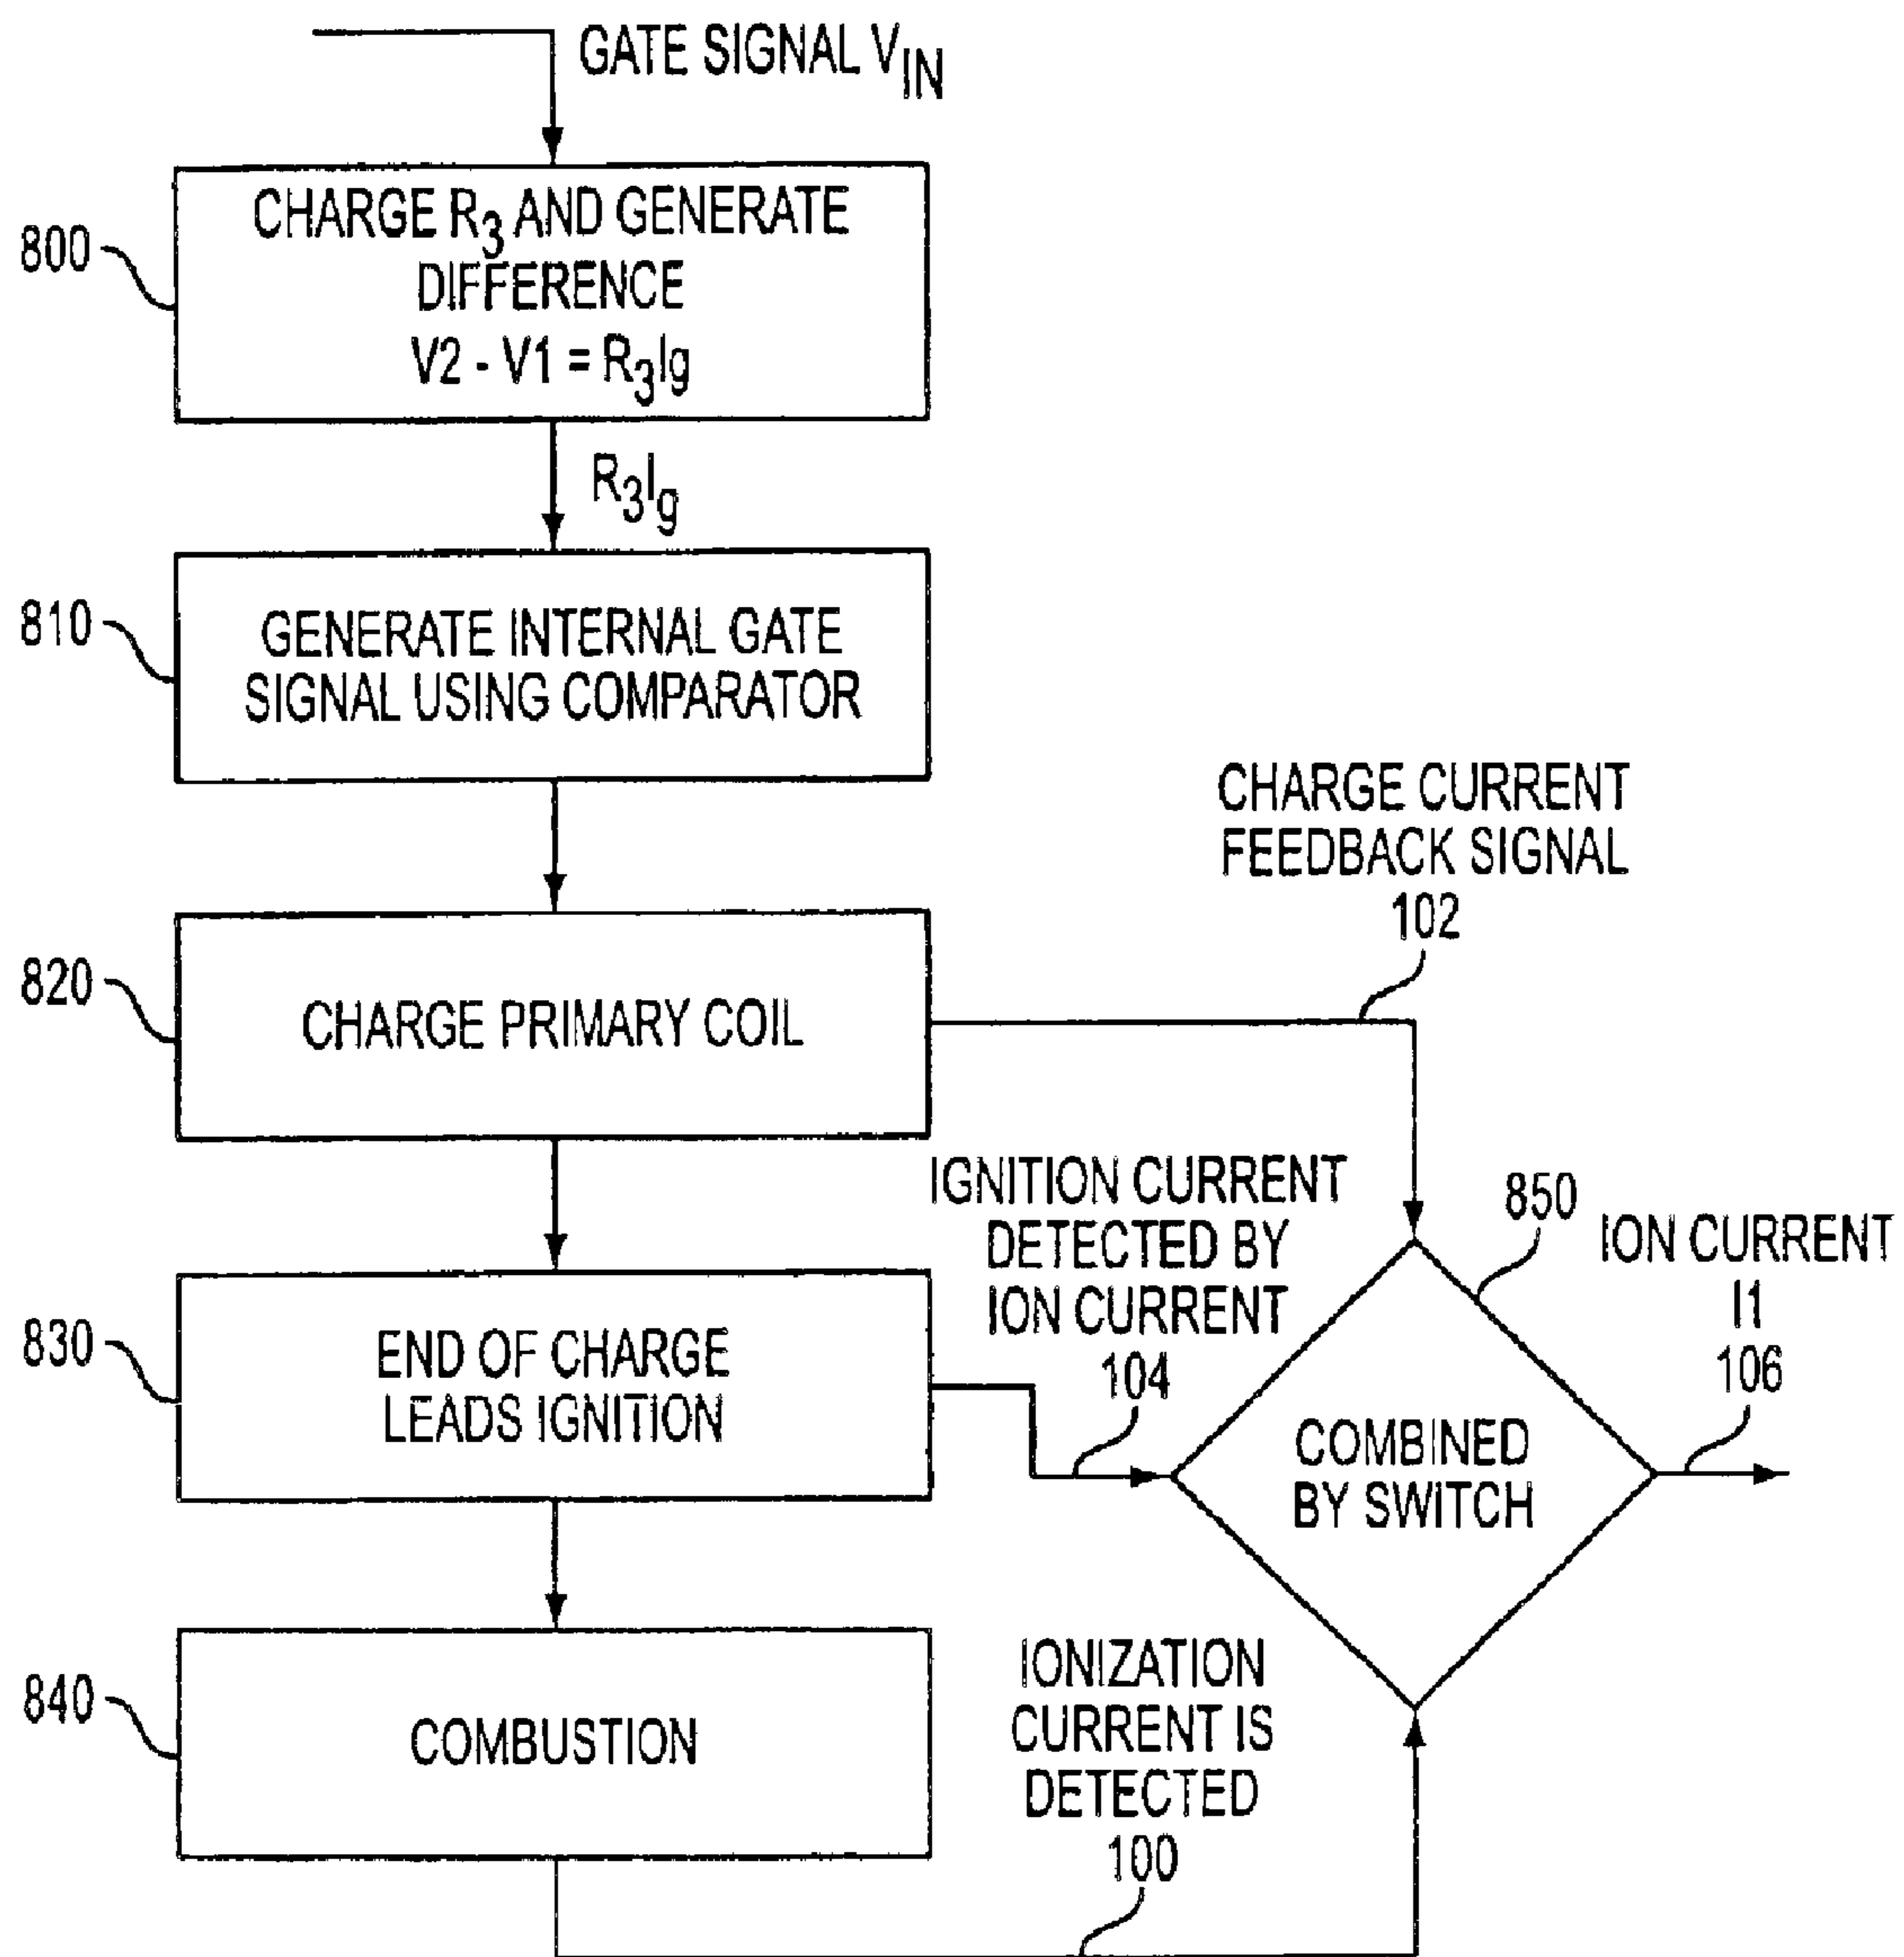 GATE SIGNAL VIN
800
CHARGE R3 AND GENERATE
DIFFERENCE
V2 - V1 = R3Ig
R3Ig
810
GENERATE INTERNAL GATE
SIGNAL USING COMPARATOR
CHARGE CURRENT
FEEDBACK SIGNAL
102
820
CHARGE PRIMARY COIL
IGNITION CURRENT
DETECTED BY
ION CURRENT
104
850
ION CURRENT
I1
106
830
END OF CHARGE
LEADS IGNITION
COMBINED
BY SWITCH
840
COMBUSTION
IONIZATION
CURRENT IS
DETECTED
100